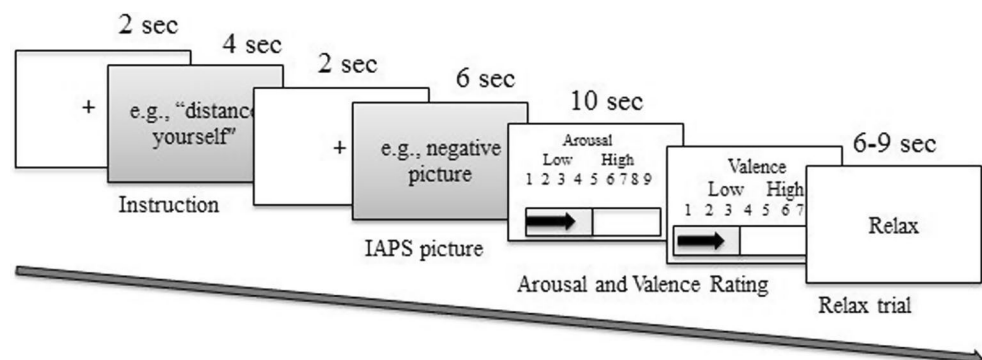 2 sec
+
4 sec
e.g., “distance
yourself”
Instruction
2 sec
+
6 sec
e.g., negative
picture
IAPS picture
10 sec
Arousal
Low High
1 2 3 4 5 6 7 8 9
Valence
Low High
1 2 3 4 5 6 7
Arousal and Valence Rating
6-9 sec
Relax
Relax trial